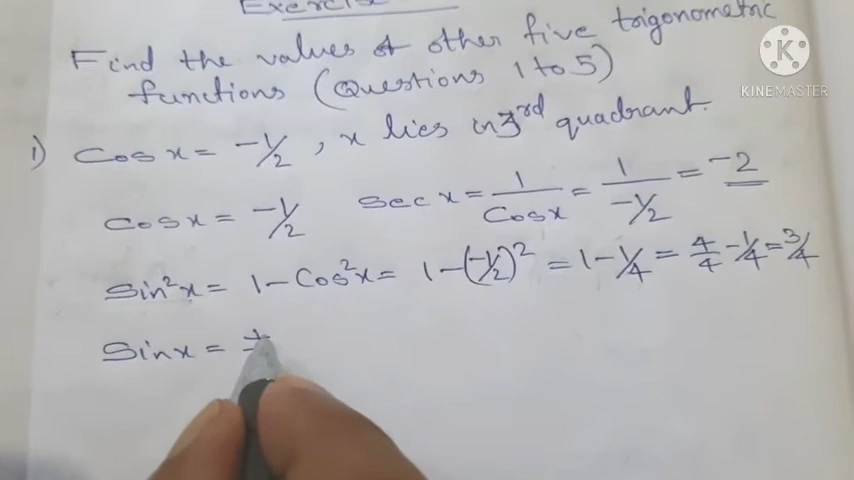 Exercise
Find the values of other five trigonometric
functions (Questions 1 to 5)
KINEMASTER
1) Cos x = -1/2, x lies in 3rd quadrant.
Cos x = -1/2 sec x = 1/Cos x = 1/-1/2 = -2
Sin²x = 1 - Cos²x = 1 - (-1/2)² = 1 - 1/4 = 4/4 - 1/4 = 3/4
Sin x = ±